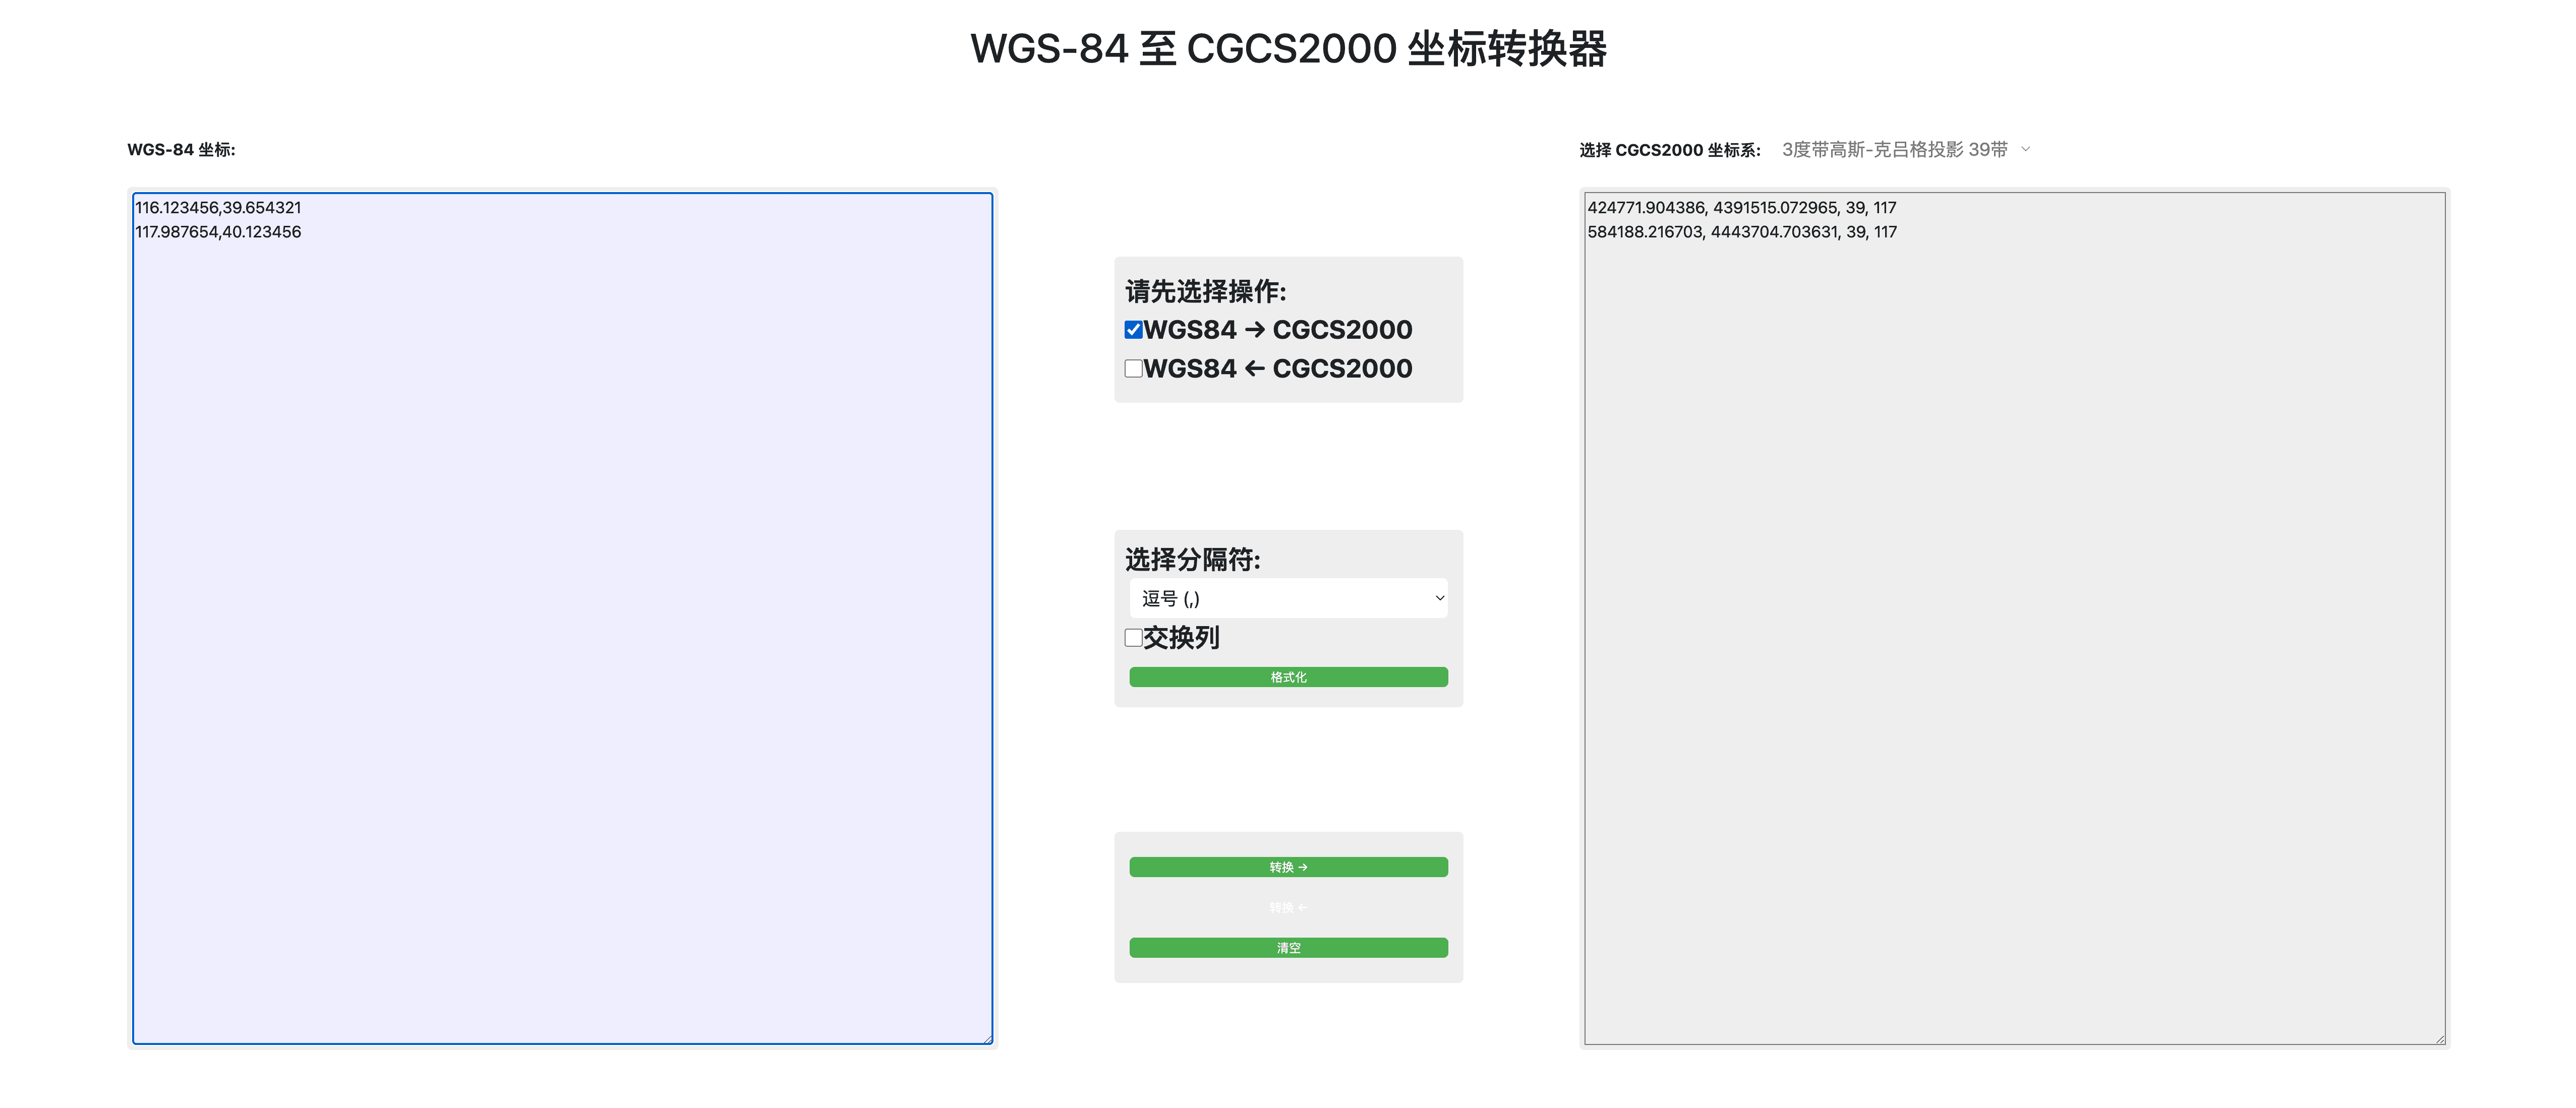 WGS-84 至 CGCS2000 坐标转换器
WGS-84 坐标:
116.123456,39.654321
117.987654,40.123456
请先选择操作:
WGS84 → CGCS2000
WGS84 ← CGCS2000
选择分隔符:
逗号 (,)
交换列
格式化
转换 →
转换 ←
清空
选择 CGCS2000 坐标系: 3度带高斯-克吕格投影 39带
424771.904386, 4391515.072965, 39, 117
584188.216703, 4443704.703631, 39, 117